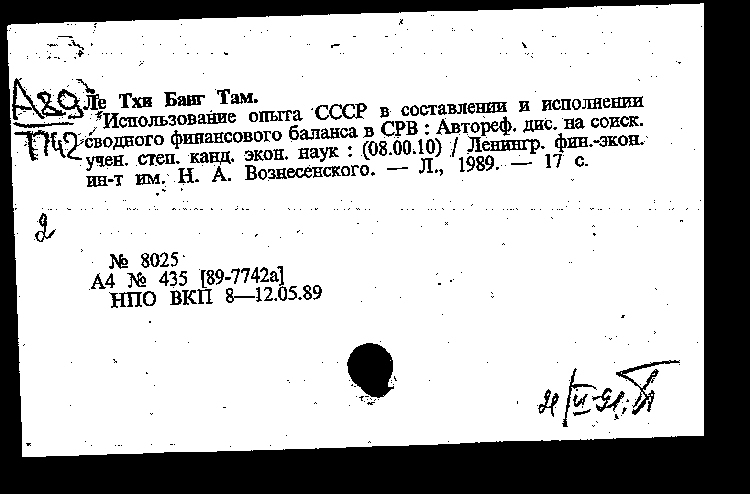 А89
7742
Ле Тхи Банг Там.
Использование опыта СССР в составлении и исполнении
сводного финансового баланса в СРВ : Автореф. дис. на соиск.
учен. степ. канд. экон. наук : (08.00.10) / Ленингр. фин.-экон.
ин-т им. Н. А. Вознесенского. — Л., 1989. — 17 с.
2
№ 8025
А4 № 435 [89-7742а]
НПО ВКП 8—12.05.89